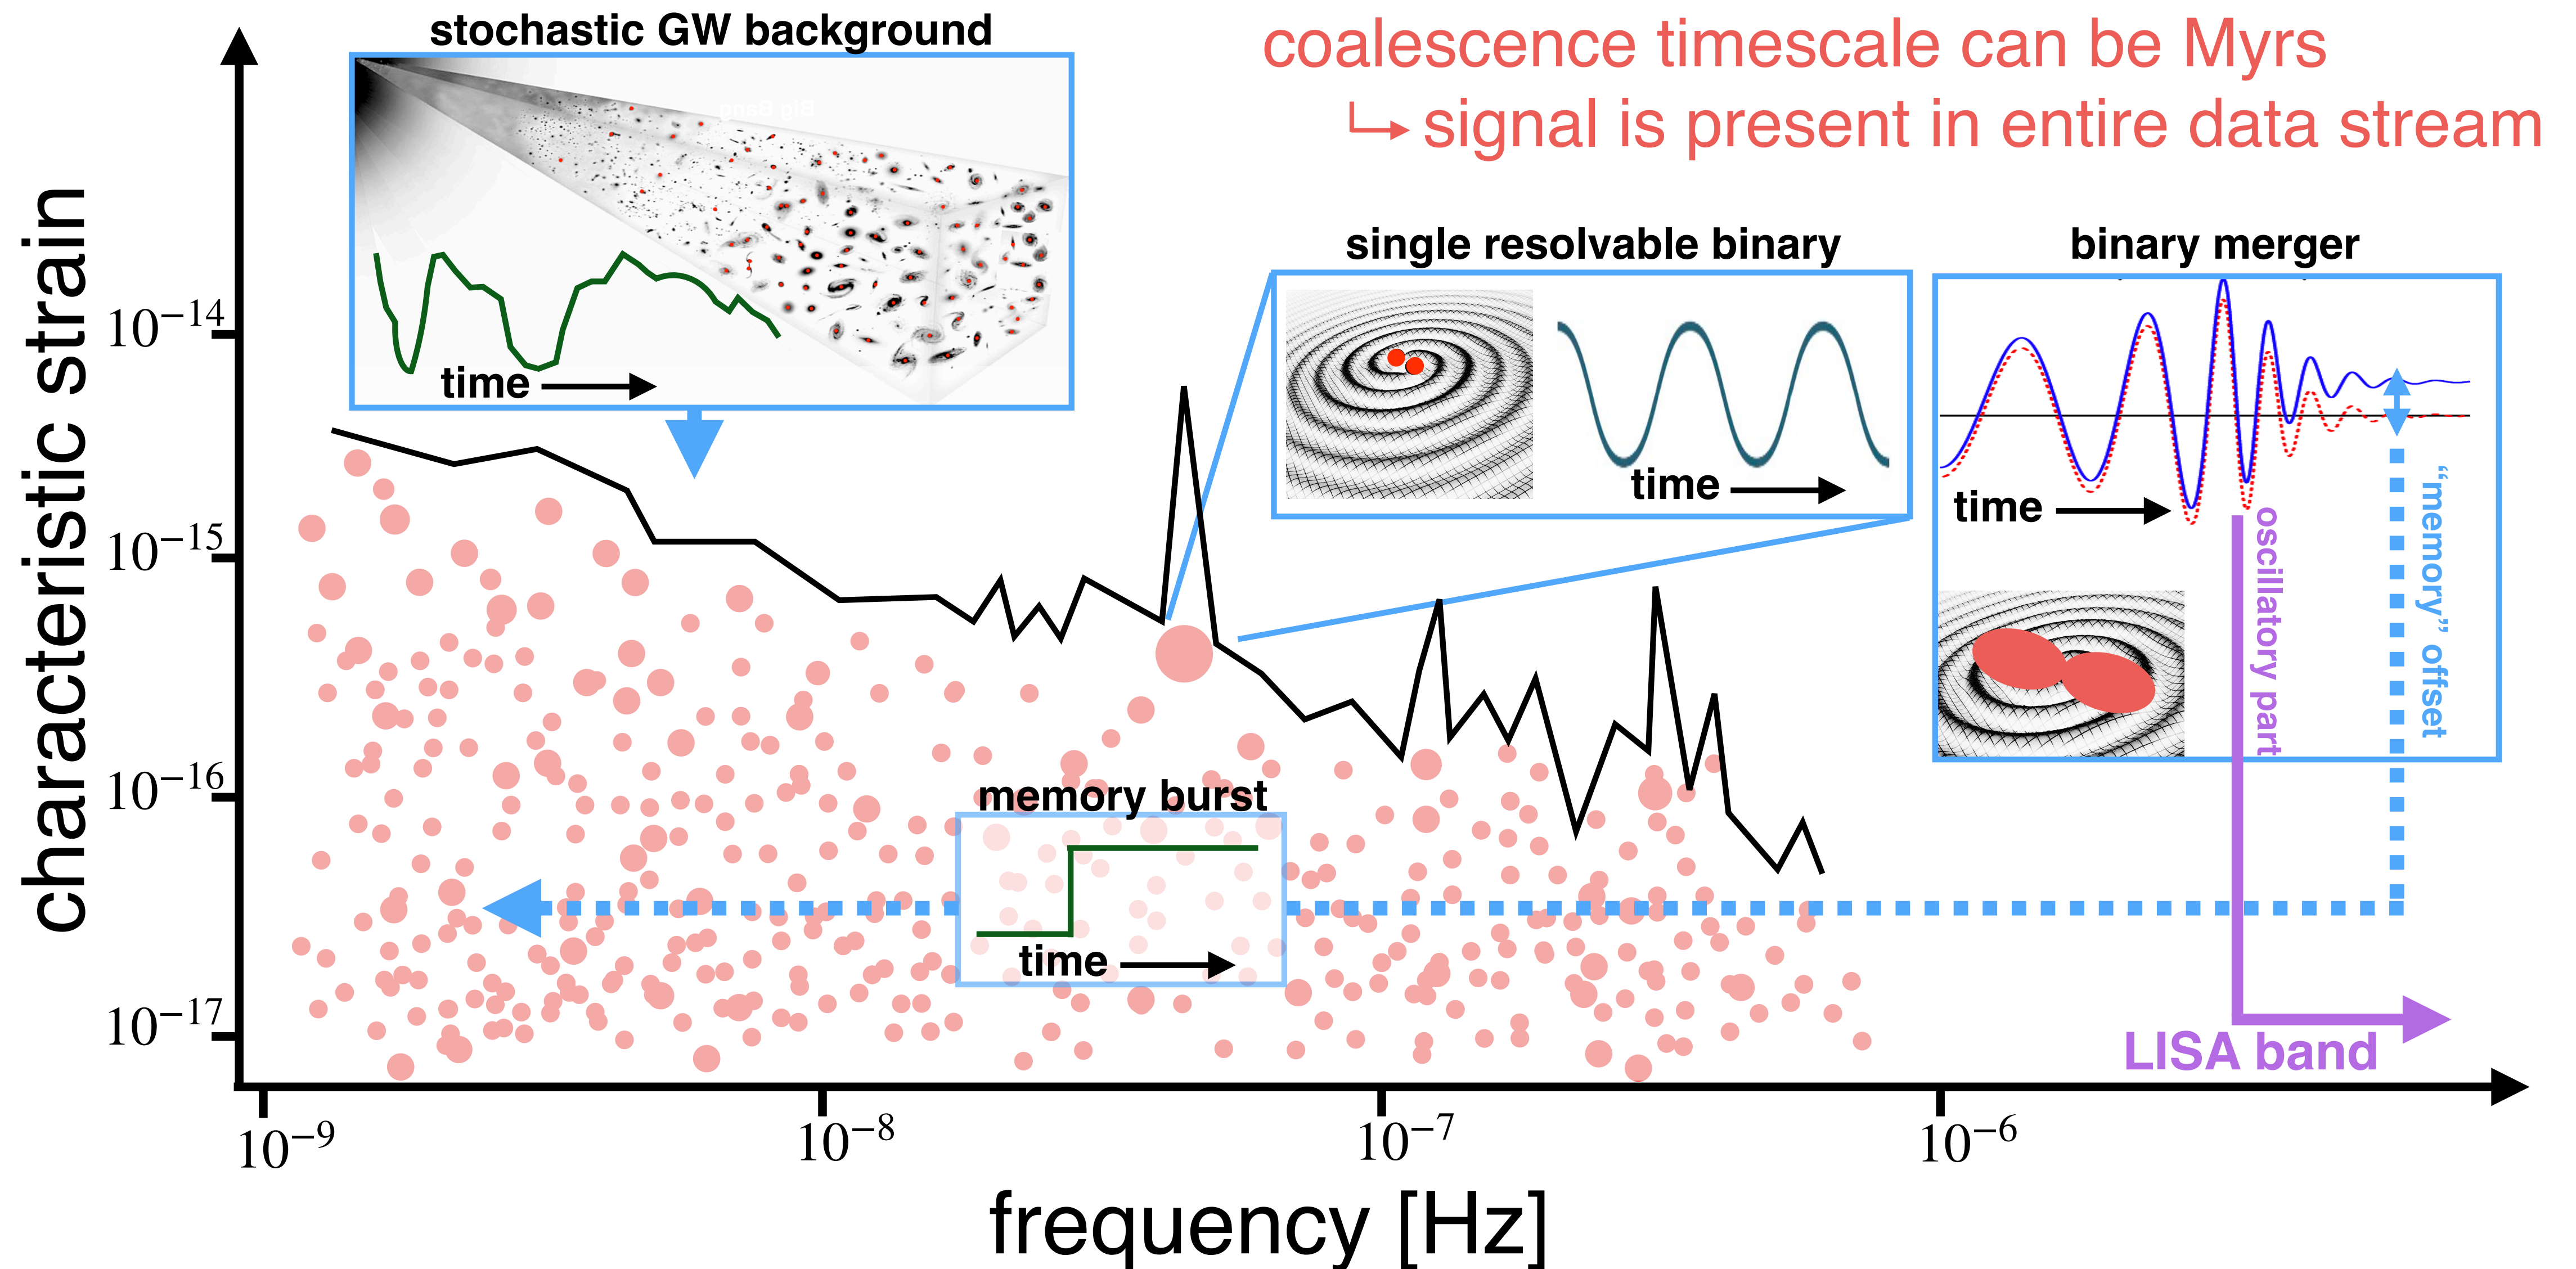 stochastic GW background
Big Bang
time
coalescence timescale can be Myrs
signal is present in entire data stream
single resolvable binary
time
binary merger
time
oscillatory part
“memory” offset
memory burst
time
LISA band
characteristic strain
10−14
10−15
10−16
10−17
10−9
10−8
10−7
10−6
frequency [Hz]